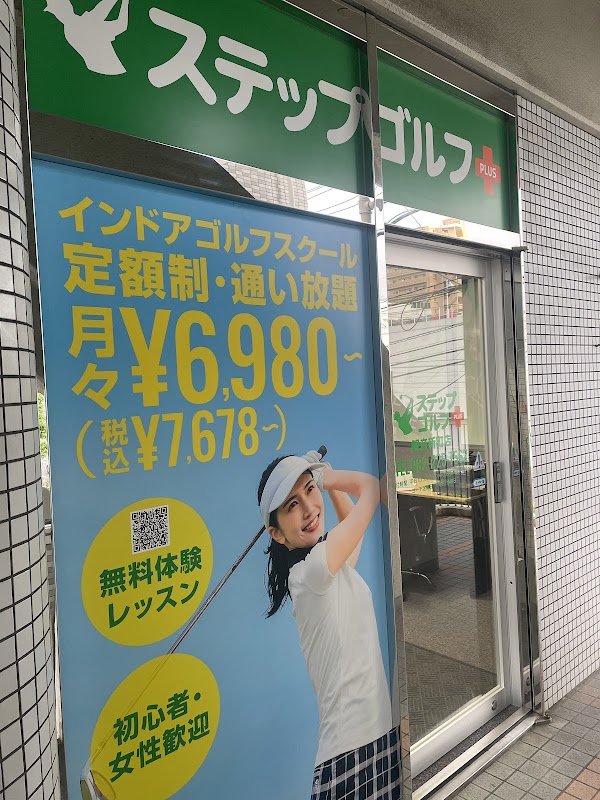 ステップゴルフ
PLUS
インドアゴルフスクール
定額制・通い放題
月々¥6,980~
(税込¥7,678~)
無料体験
レッスン
初心者・
女性歓迎
ステップ
ゴルフ
PLUS
TEL